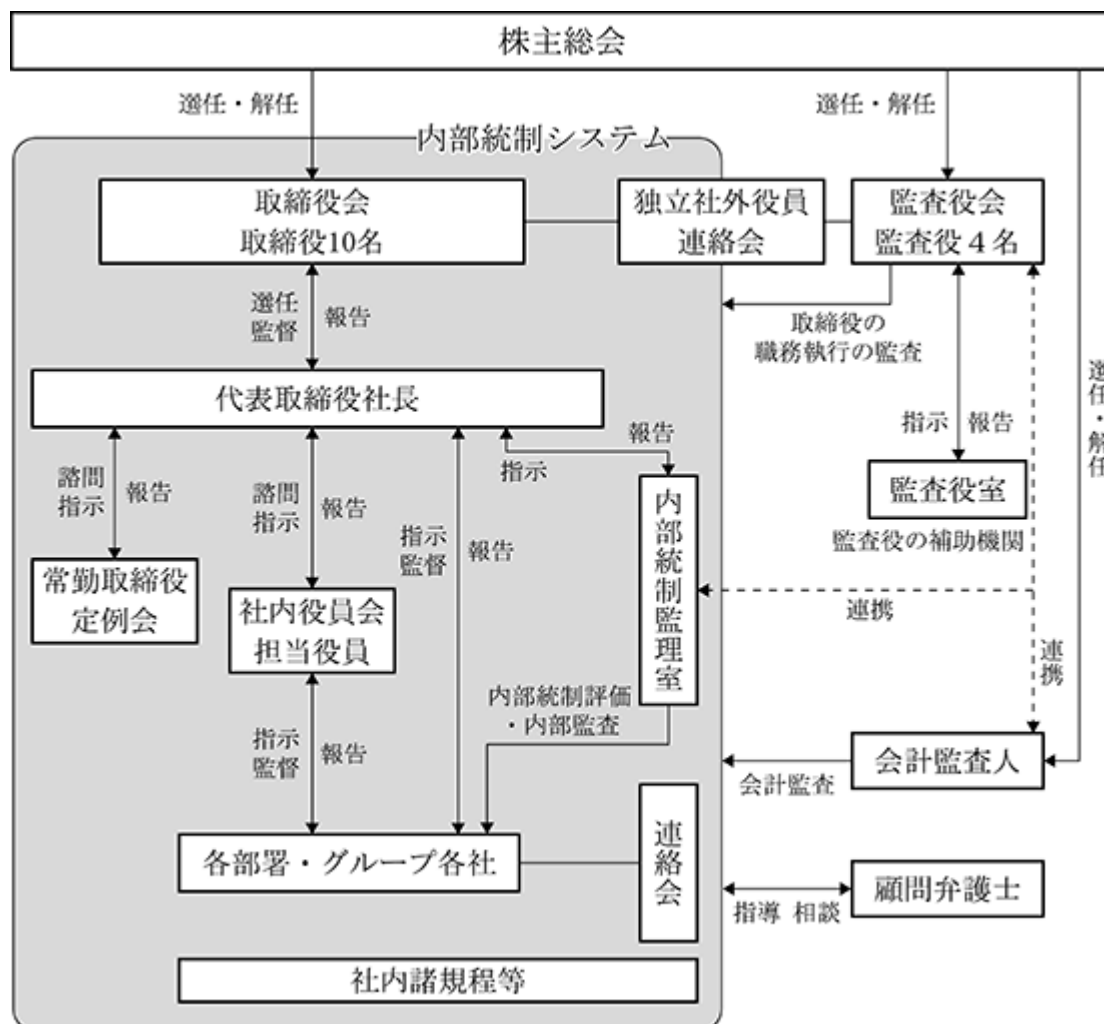 株主総会
選任・解任
選任・解任
内部統制システム
取締役会
取締役10名
独立社外役員
連絡会
監査役会
監査役4名
選任
監督
報告
取締役の
職務執行の監査
選任・解任
代表取締役社長
報告
指示
指示
報告
諮問
指示
報告
諮問
指示
報告
指示
監督
報告
内部統制監理室
監査役室
監査役の補助機関
常勤取締役
定例会
社内役員会
担当役員
連携
連携
内部統制評価
・内部監査
指示
監督
報告
会計監査人
会計監査
連絡会
各部署・グループ各社
顧問弁護士
指導 相談
社内諸規程等